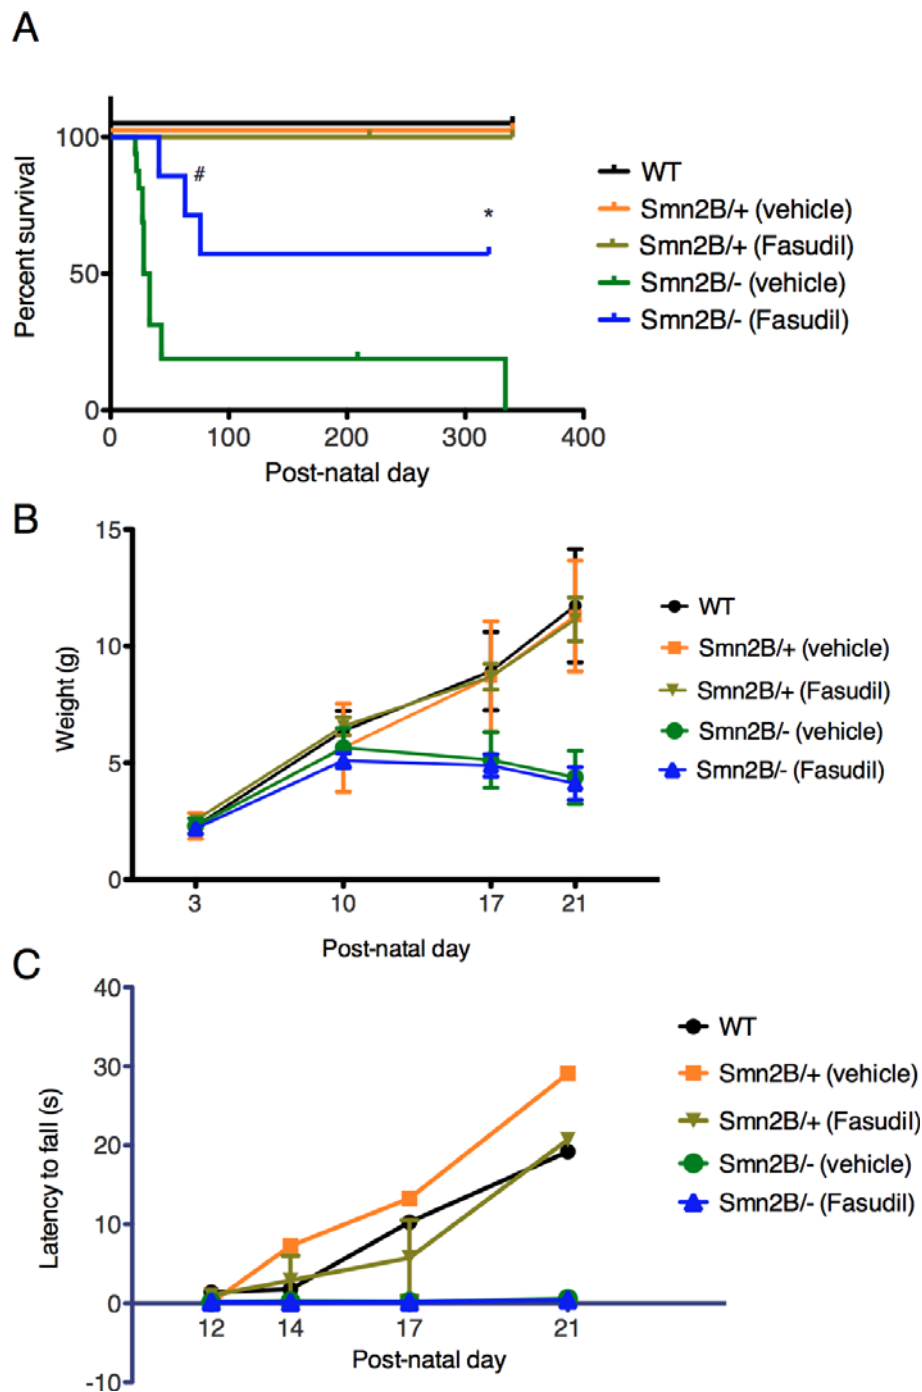 A
Percent survival
100
50
0
0 100 200 300 400
Post-natal day
#
*
WT
Smn2B/+ (vehicle)
Smn2B/+ (Fasudil)
Smn2B/- (vehicle)
Smn2B/- (Fasudil)
B
Weight (g)
15
10
5
0
3 10 17 21
Post-natal day
WT
Smn2B/+ (vehicle)
Smn2B/+ (Fasudil)
Smn2B/- (vehicle)
Smn2B/- (Fasudil)
C
Latency to fall (s)
40
30
20
10
0
-10
12 14 17 21
Post-natal day
WT
Smn2B/+ (vehicle)
Smn2B/+ (Fasudil)
Smn2B/- (vehicle)
Smn2B/- (Fasudil)